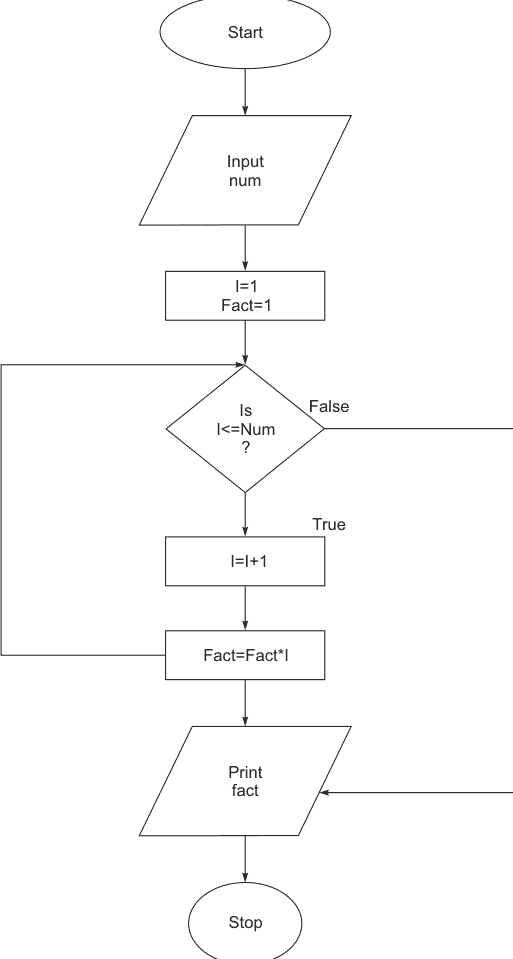 Start
Input
num
I=1
Fact=1
Is
I<=Num
?
False
True
I=I+1
Fact=Fact*I
Print
fact
Stop